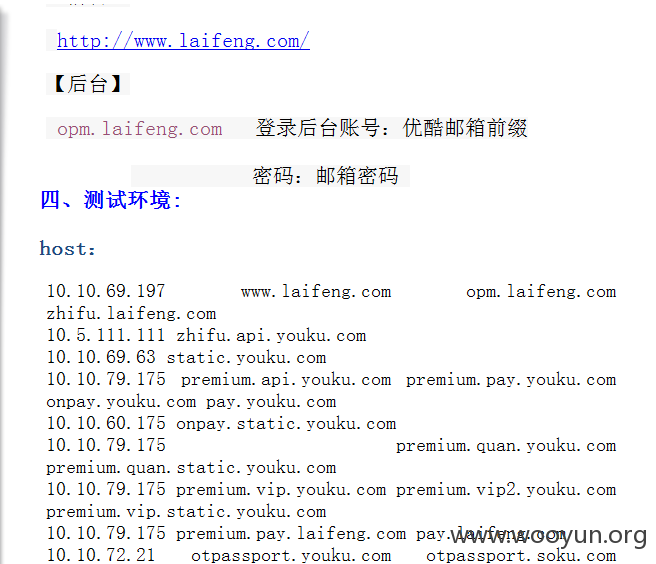 http://www.laifeng.com/
【后台】
opm.laifeng.com 登录后台账号：优酷邮箱前缀
密码：邮箱密码
四、测试环境：
host：
10.10.69.197 www.laifeng.com opm.laifeng.com
zhifu.laifeng.com
10.5.111.111 zhifu.api.youku.com
10.10.69.63 static.youku.com
10.10.79.175 premium.api.youku.com premium.pay.youku.com
onpay.youku.com pay.youku.com
10.10.60.175 onpay.static.youku.com
10.10.79.175 premium.quan.youku.com
premium.quan.static.youku.com
10.10.79.175 premium.vip.youku.com premium.vip2.youku.com
premium.vip.static.youku.com
10.10.79.175 premium.pay.laifeng.com pay.laifeng.com
www.wooyun.org
10.10.72.21 otpassport.youku.com otpassport.soku.com